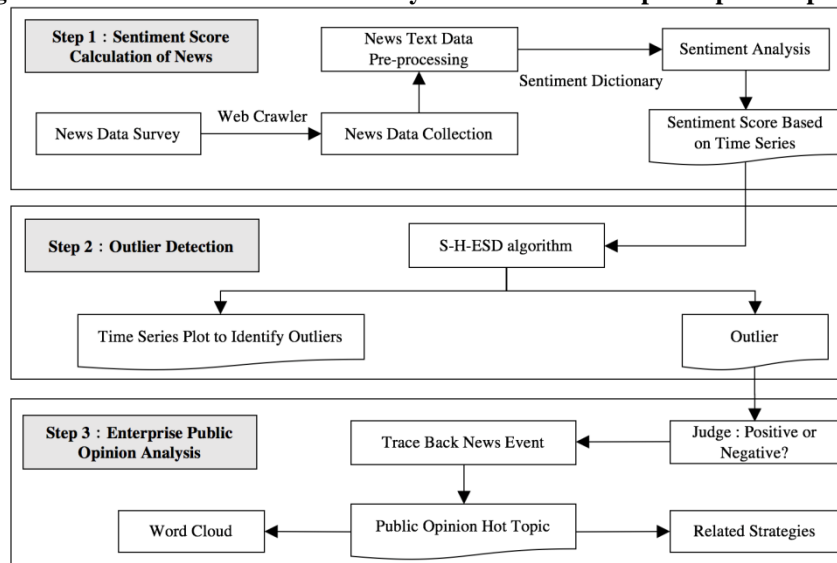 Step 1：Sentiment Score
Calculation of News
News Text Data
Pre-processing
Sentiment Analysis
Sentiment Dictionary
News Data Survey
Web Crawler
News Data Collection
Sentiment Score Based
on Time Series
Step 2：Outlier Detection
S-H-ESD algorithm
Time Series Plot to Identify Outliers
Outlier
Step 3：Enterprise Public
Opinion Analysis
Trace Back News Event
Judge : Positive or
Negative?
Word Cloud
Public Opinion Hot Topic
Related Strategies